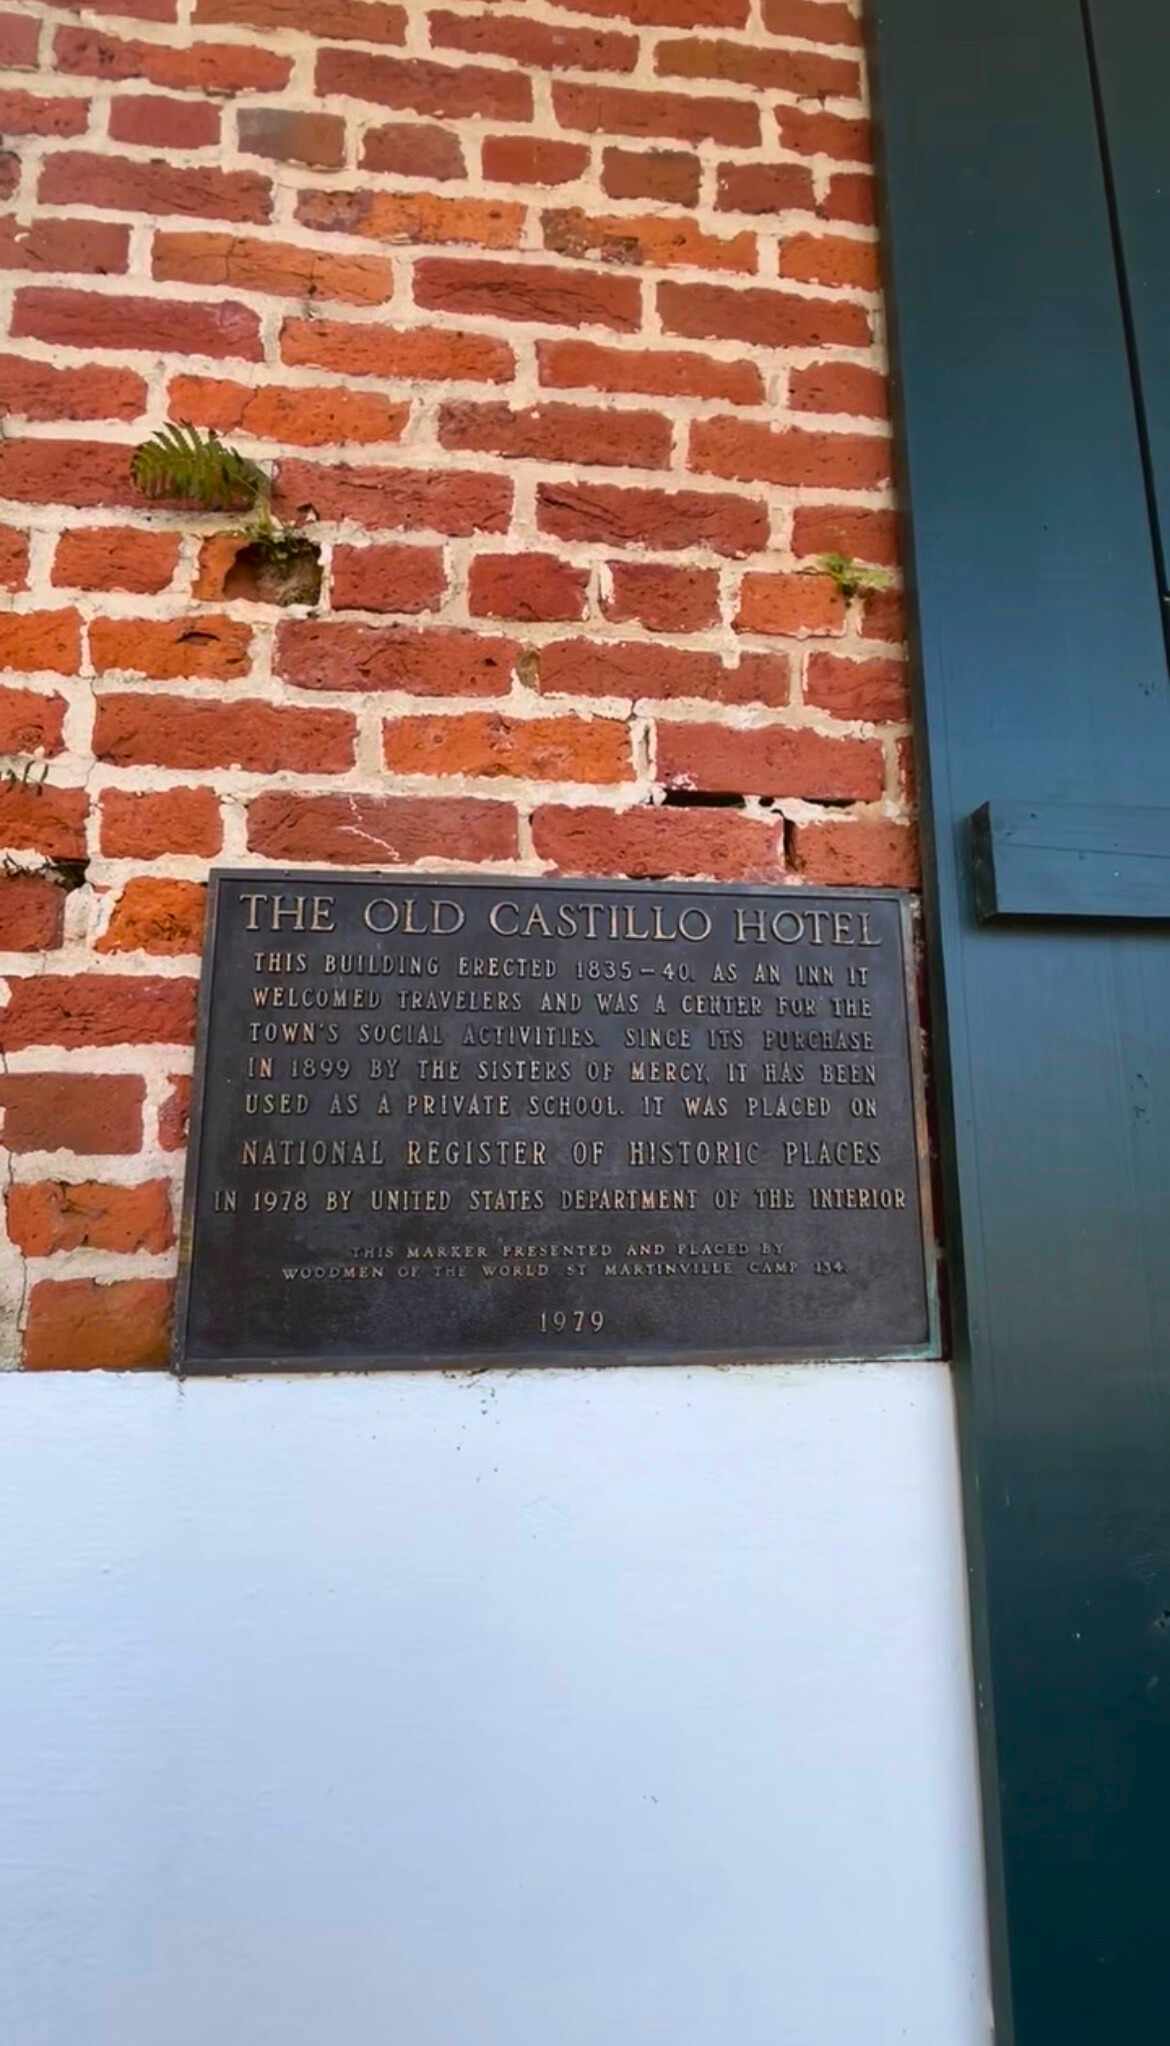 THE OLD CASTILLO HOTEL
THIS BUILDING ERECTED 1835-40. AS AN INN IT
WELCOMED TRAVELERS AND WAS A CENTER FOR THE
TOWN'S SOCIAL ACTIVITIES. SINCE ITS PURCHASE
IN 1899 BY THE SISTERS OF MERCY, IT HAS BEEN
USED AS A PRIVATE SCHOOL. IT WAS PLACED ON
NATIONAL REGISTER OF HISTORIC PLACES
IN 1978 BY UNITED STATES DEPARTMENT OF THE INTERIOR
THIS MARKER PRESENTED AND PLACED BY
WOODMEN OF THE WORLD ST MARTINVILLE CAMP 134.
1979